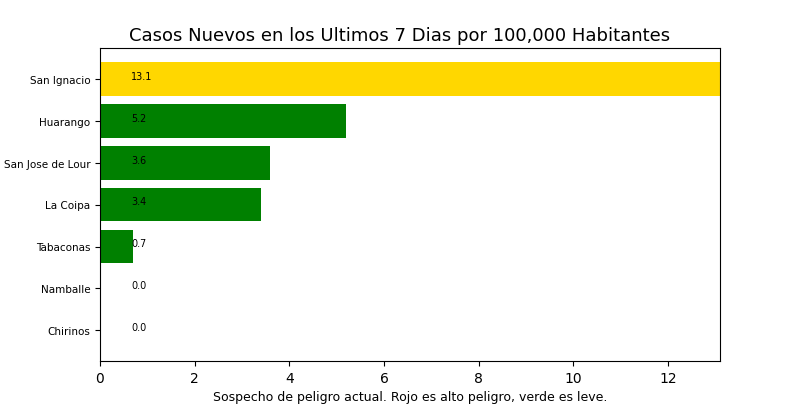 Casos Nuevos en los Ultimos 7 Dias por 100,000 Habitantes
San Ignacio 13.1
Huarango 5.2
San Jose de Lour 3.6
La Coipa 3.4
Tabaconas 0.7
Namballe 0.0
Chirinos 0.0
0 2 4 6 8 10 12
Sospecho de peligro actual. Rojo es alto peligro, verde es leve.